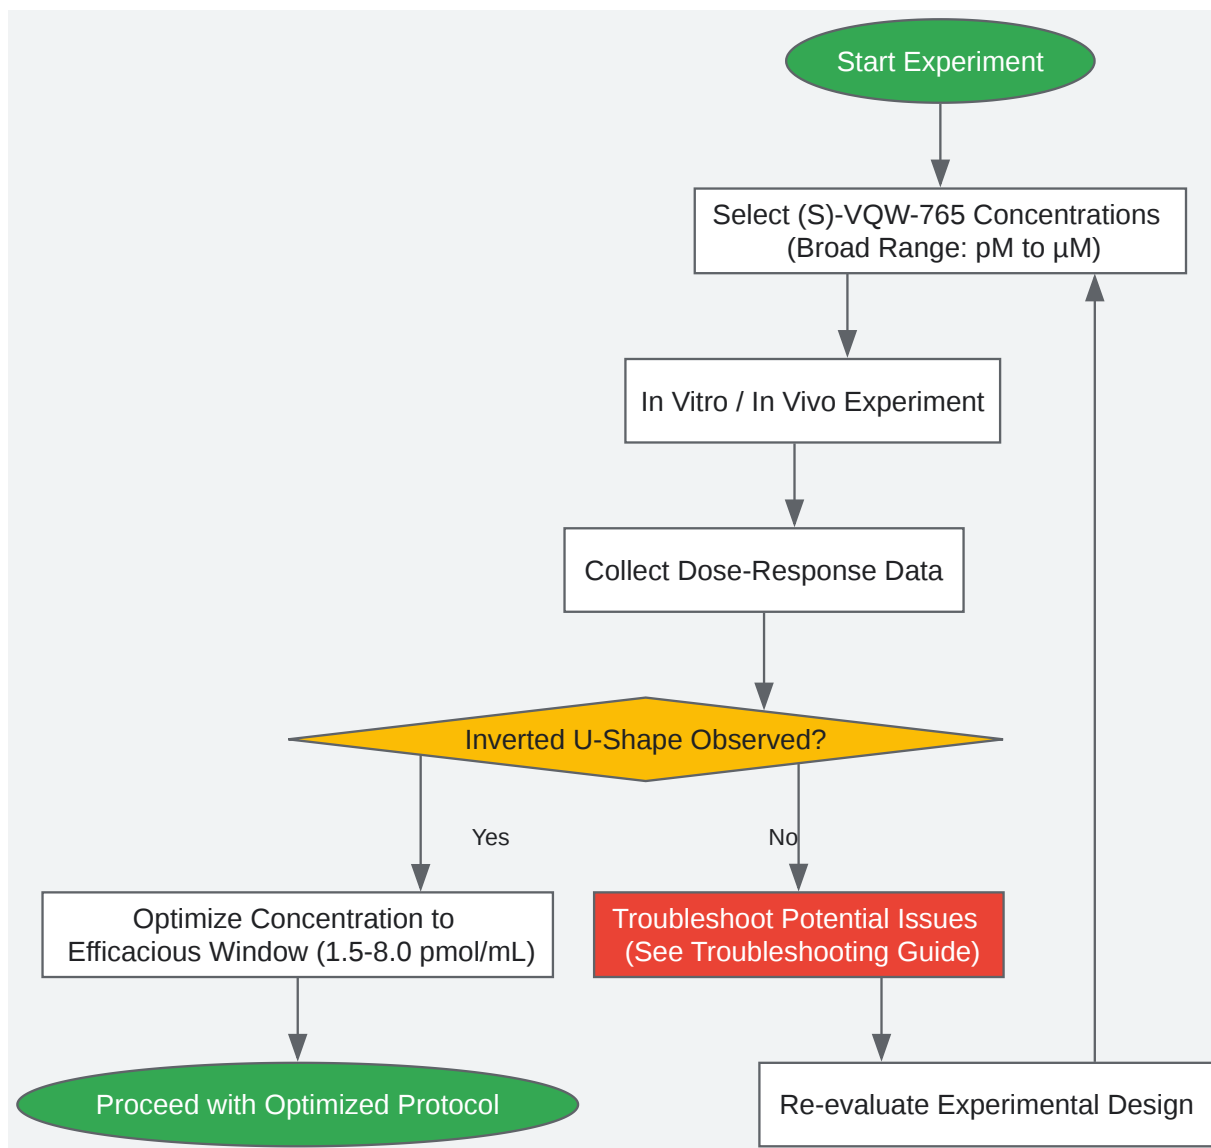 Start Experiment
Select (S)-VQW-765 Concentrations
(Broad Range: pM to µM)
In Vitro / In Vivo Experiment
Collect Dose-Response Data
Inverted U-Shape Observed?
Yes
No
Optimize Concentration to
Efficacious Window (1.5-8.0 pmol/mL)
Troubleshoot Potential Issues
(See Troubleshooting Guide)
Proceed with Optimized Protocol
Re-evaluate Experimental Design